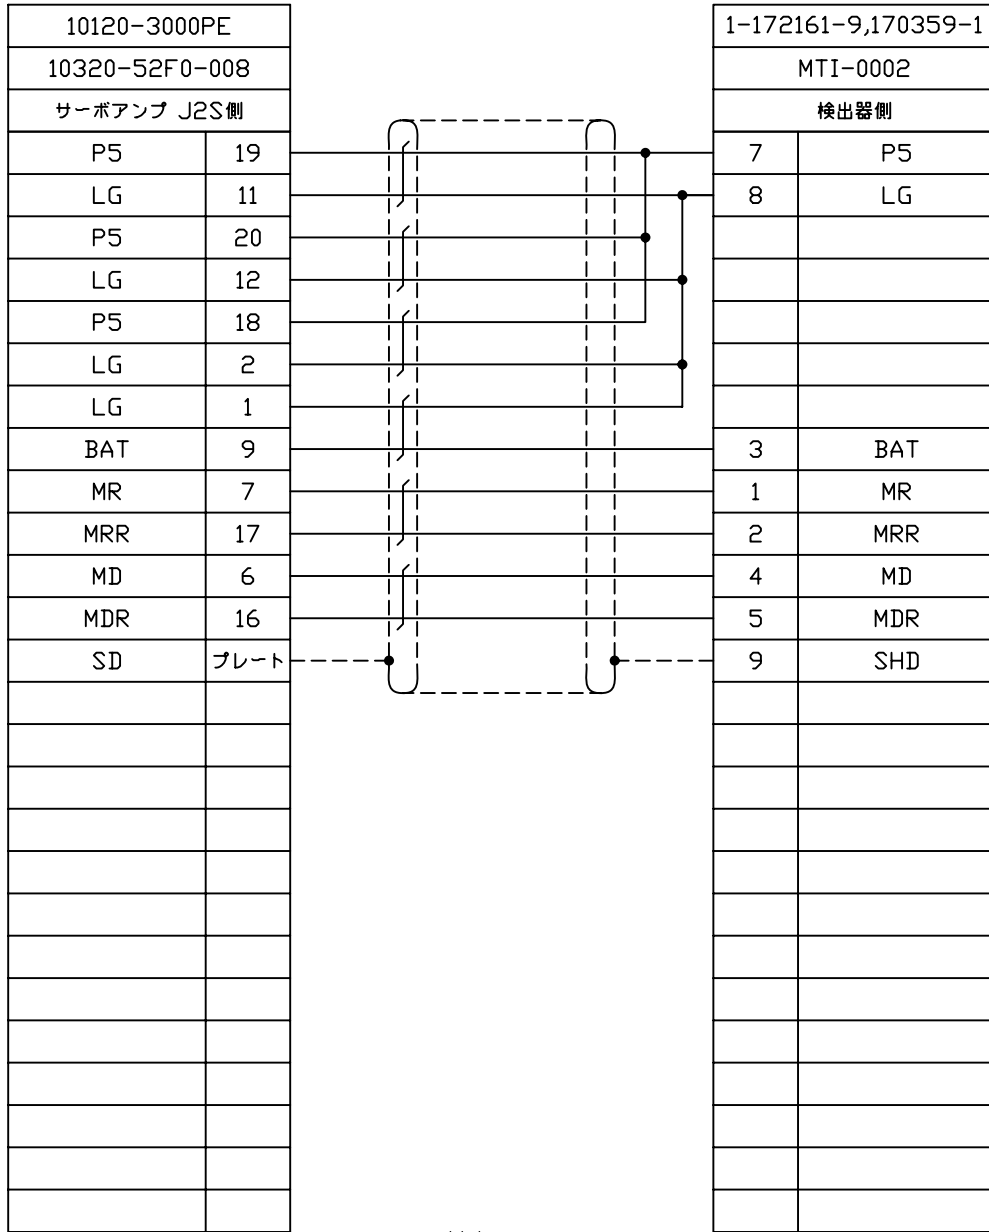 10120-3000PE 1-172161-9,170359-1
10320-52F0-008 MTI-0002
サーボアンプ J2S側 検出器側
P5 19 7 P5
LG 11 8 LG
P5 20
LG 12
P5 18
LG 2
LG 1
BAT 9 3 BAT
MR 7 1 MR
MRR 17 2 MRR
MD 6 4 MD
MDR 16 5 MDR
SD プレート 9 SHD